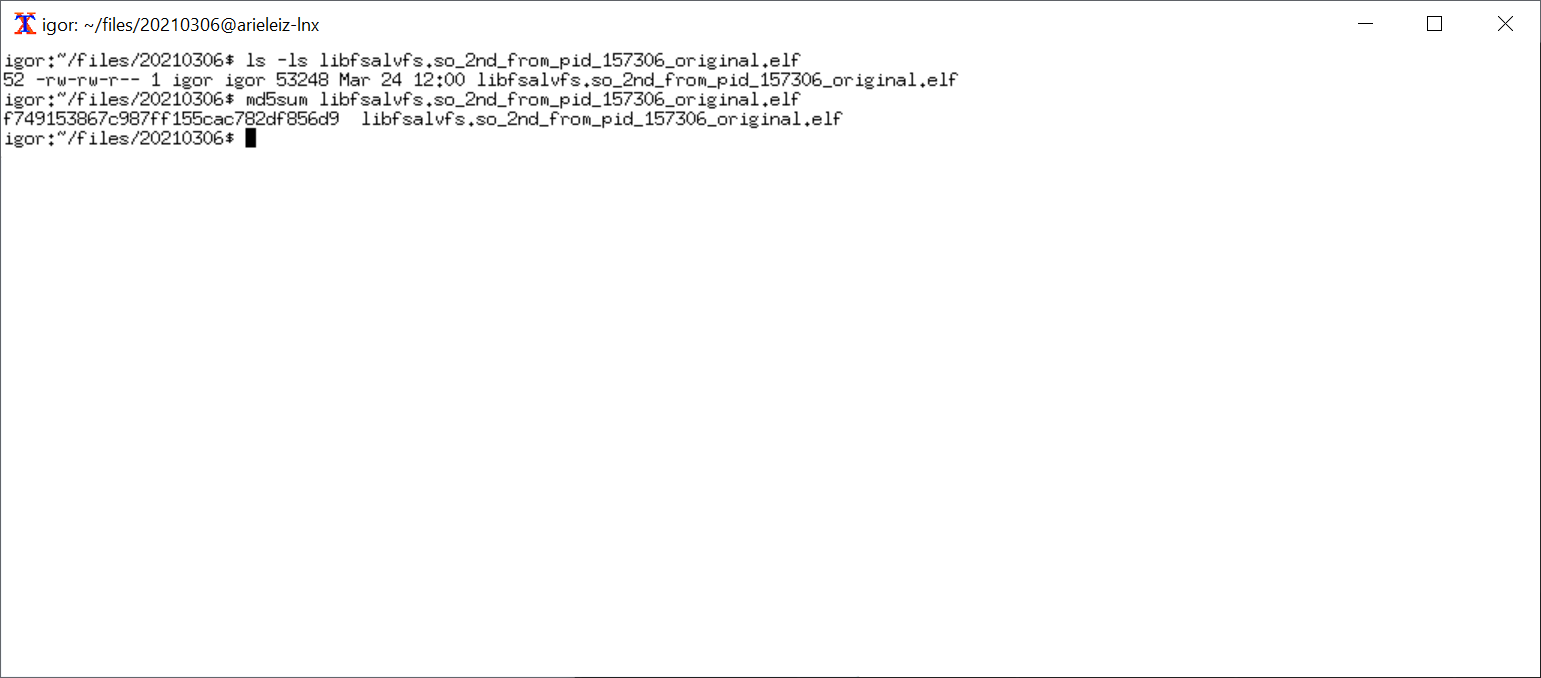 igor: ~/files/20210306@arieleiz-lnx
igor:~/files/20210306$ ls -ls libfsalvfs.so_2nd_from_pid_157306_original.elf
52 -rw-rw-r-- 1 igor igor 53248 Mar 24 12:00 libfsalvfs.so_2nd_from_pid_157306_original.elf
igor:~/files/20210306$ md5sum libfsalvfs.so_2nd_from_pid_157306_original.elf
f749153867c987ff155cac782df856d9  libfsalvfs.so_2nd_from_pid_157306_original.elf
igor:~/files/20210306$